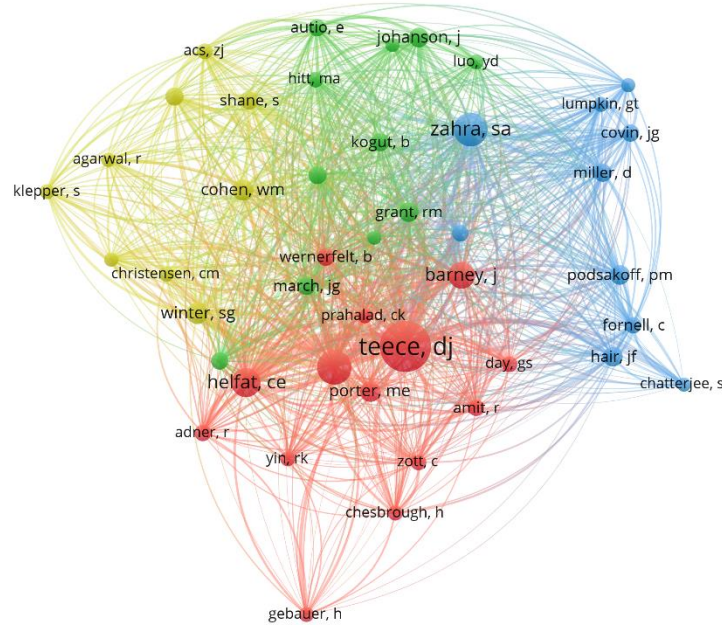 autio, e
johanson, j
acs, zj
luo, yd
hitt, ma
shane, s
lumpkin, gt
zahra, sa
covin, jg
kogut, b
agarwal, r
miller, d
klepper, s
cohen, wm
grant, rm
wernerfelt, b
christensen, cm
barney, j
podsakoff, pm
march, jg
winter, sg
prahalad, ck
fornell, c
teece, dj
hair, jf
day, gs
helfat, ce
chatterjee, s
porter, me
amit, r
adner, r
yin, rk
zott, c
chesbrough, h
gebauer, h